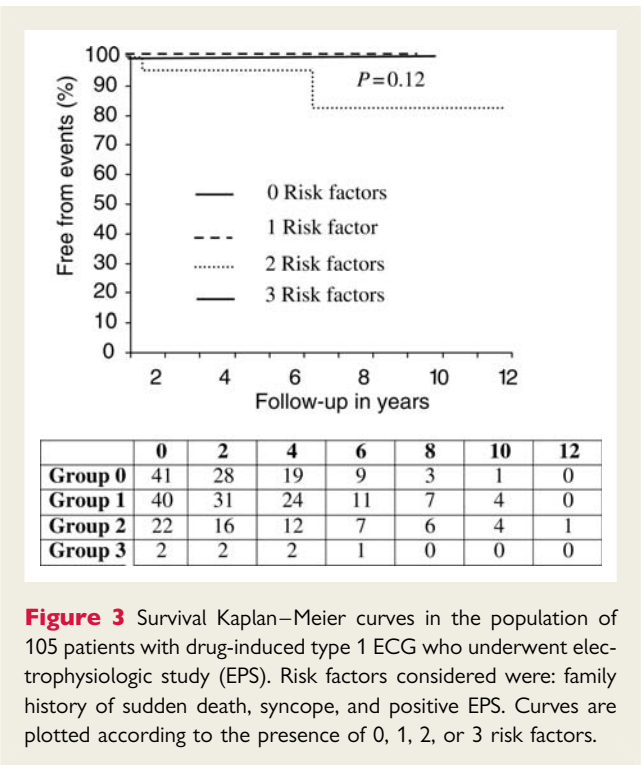 100
90
80
70
60
50
40
30
20
10
0
Free from events (%)
P=0.12
0 Risk factors
1 Risk factor
2 Risk factors
3 Risk factors
2 4 6 8 10 12
Follow-up in years
0 2 4 6 8 10 12
Group 0 41 28 19 9 3 1 0
Group 1 40 31 24 11 7 4 0
Group 2 22 16 12 7 6 4 1
Group 3 2 2 2 1 0 0 0
Figure 3 Survival Kaplan–Meier curves in the population of
105 patients with drug-induced type 1 ECG who underwent elec-
trophysiologic study (EPS). Risk factors considered were: family
history of sudden death, syncope, and positive EPS. Curves are
plotted according to the presence of 0, 1, 2, or 3 risk factors.